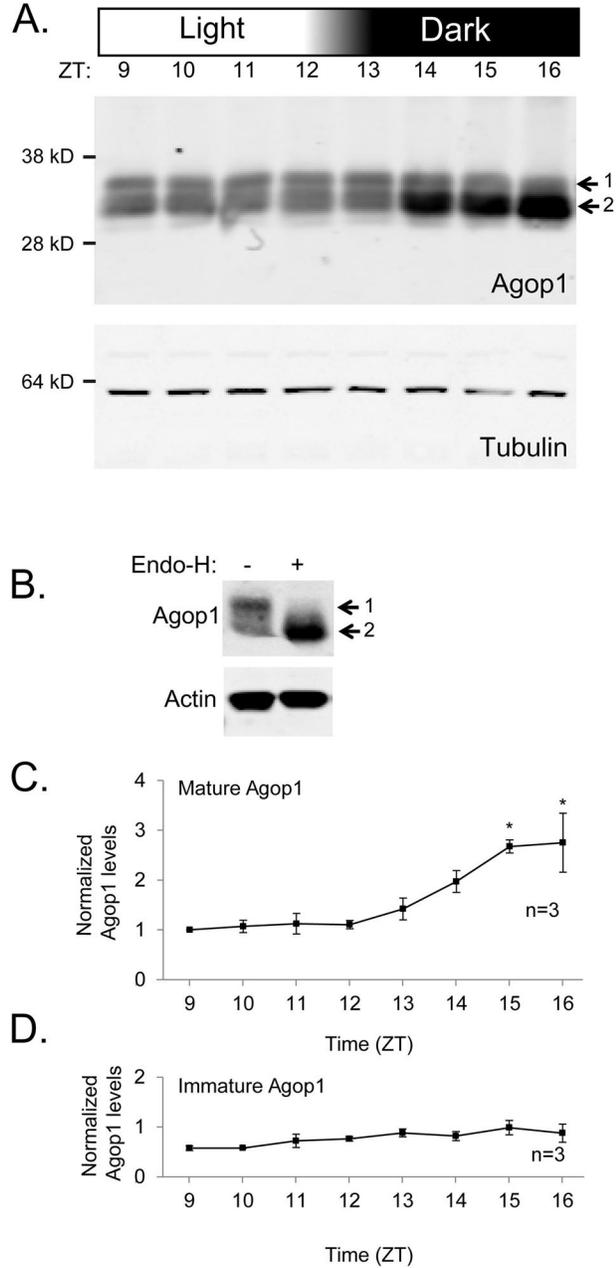 A.
Light Dark
ZT: 9 10 11 12 13 14 15 16
38 kD
1
2
28 kD
Agop1
64 kD
Tubulin
B.
Endo-H: - +
Agop1
1
2
Actin
C.
Mature Agop1
Normalized
Agop1 levels
4
3
2
1
0
* *
n=3
9 10 11 12 13 14 15 16
Time (ZT)
D.
Immature Agop1
Normalized
Agop1 levels
2
1
0
n=3
9 10 11 12 13 14 15 16
Time (ZT)